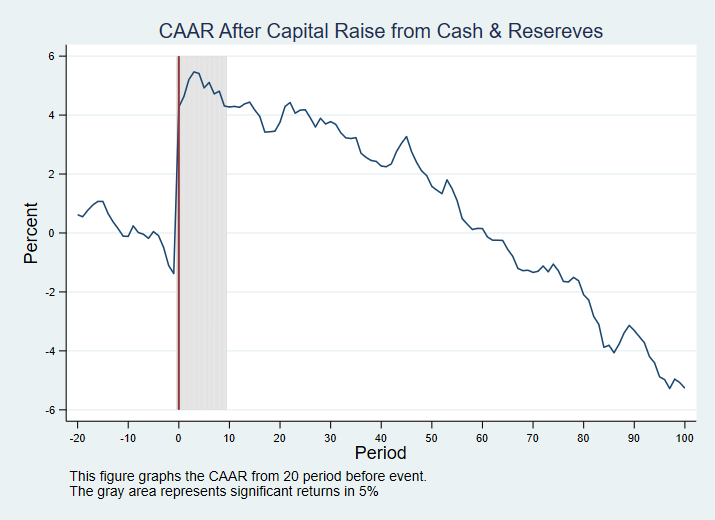 CAAR After Capital Raise from Cash & Resereves
Percent
6
4
2
0
-2
-4
-6
-20 -10 0 10 20 30 40 50 60 70 80 90 100
Period
This figure graphs the CAAR from 20 period before event.
The gray area represents significant returns in 5%